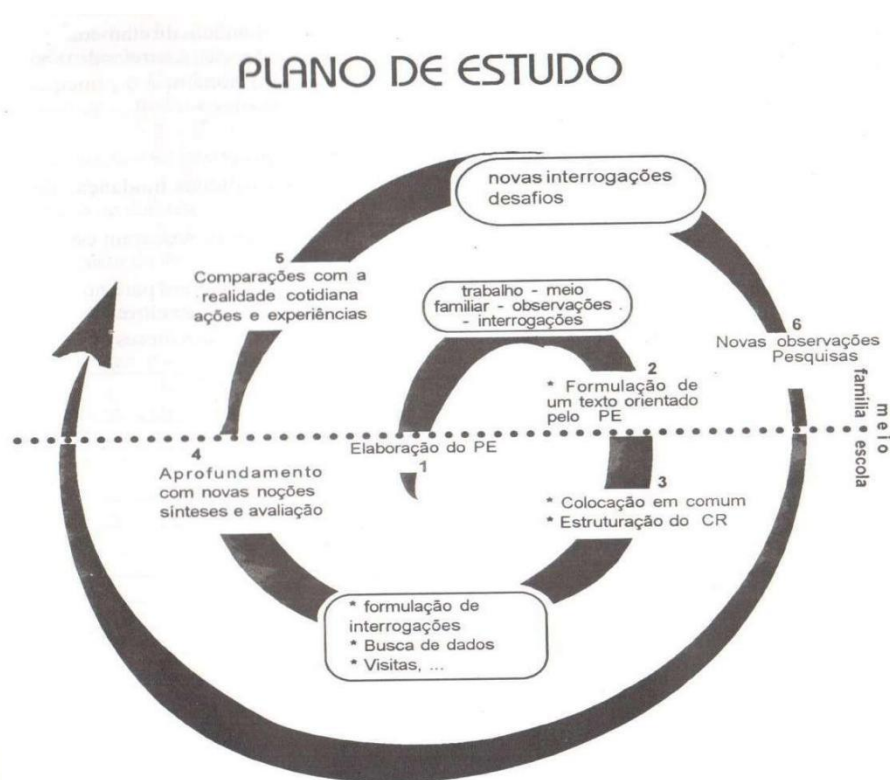 PLANO DE ESTUDO
novas interrogações
desafios
5
Comparações com a
realidade cotidiana
ações e experiências
trabalho - meio
familiar - observações
- interrogações
6
Novas observações
Pesquisas
2
* Formulação de
um texto orientado
pelo PE
família
meio
escola
Elaboração do PE
1
4
Aprofundamento
com novas noções
sínteses e avaliação
3
* Colocação em comum
* Estruturação do CR
* formulação de
interrogações
* Busca de dados
* Visitas, ...